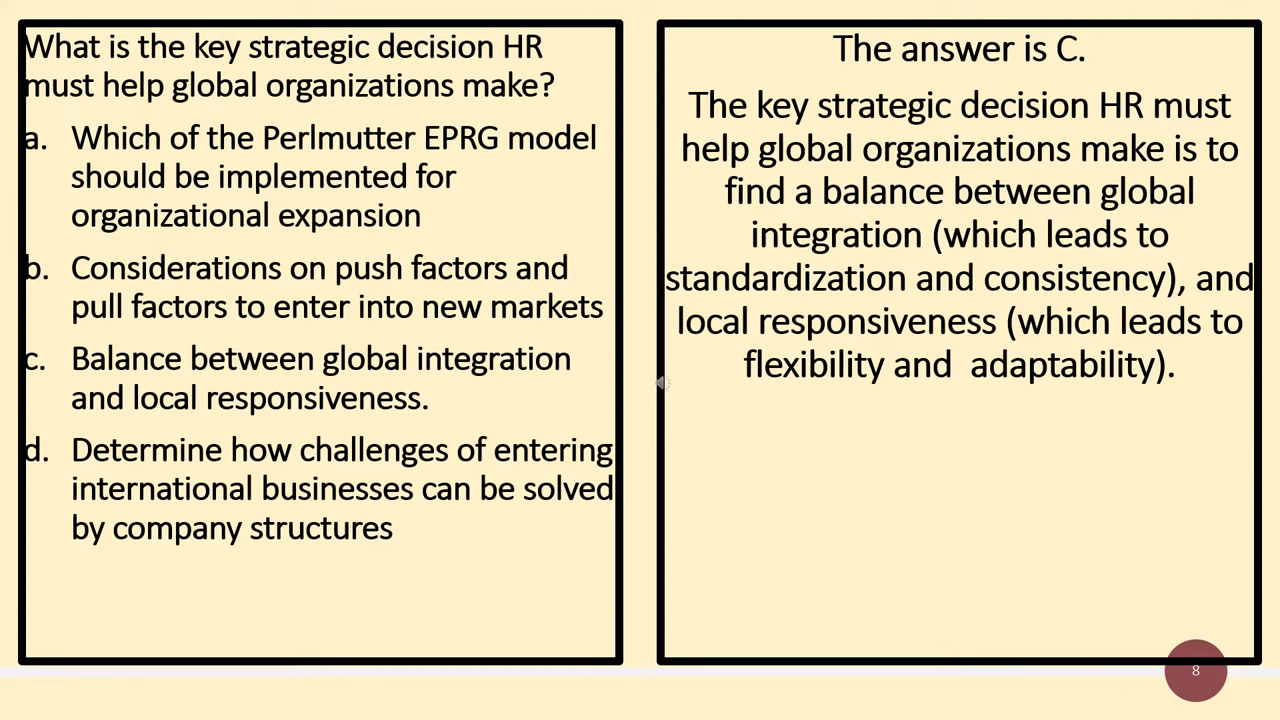 What is the key strategic decision HR
must help global organizations make?
a. Which of the Perlmutter EPRG model
should be implemented for
organizational expansion
b. Considerations on push factors and
pull factors to enter into new markets
c. Balance between global integration
and local responsiveness.
d. Determine how challenges of entering
international businesses can be solved
by company structures
The answer is C.
The key strategic decision HR must
help global organizations make is to
find a balance between global
integration (which leads to
standardization and consistency), and
local responsiveness (which leads to
flexibility and  adaptability).
8